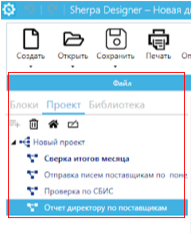 Sherpa Designer – Новая д
Создать Открыть Сохранить Печать
Файл
Блоки Проект Библиотека
Новый проект
Сверка итогов месяца
Отправка писем поставщикам по поне
Проверка по СБИС
Отчет директору по поставщикам